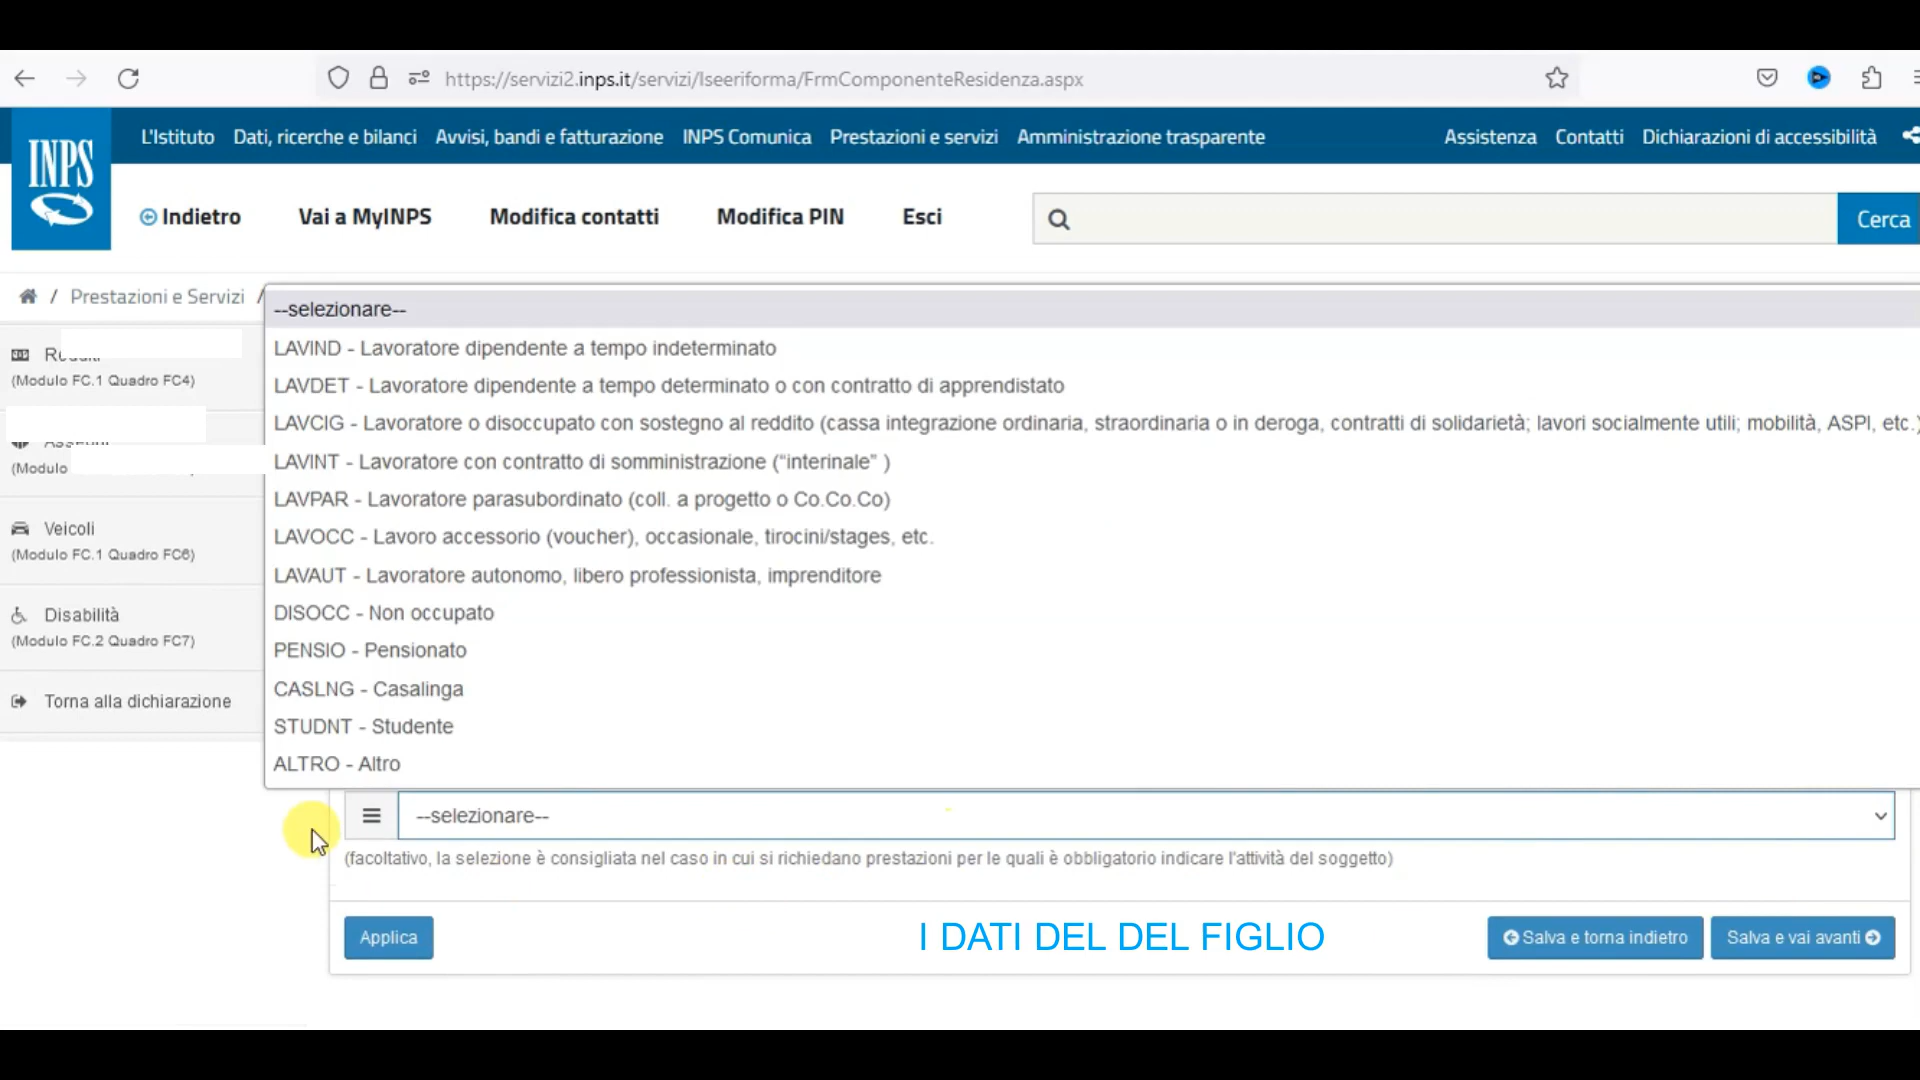 https://servizi2.inps.it/servizi/Iseeriforma/FrmComponenteResidenza.aspx
INPS
L'Istituto Dati, ricerche e bilanci Avvisi, bandi e fatturazione INPS Comunica Prestazioni e servizi Amministrazione trasparente Assistenza Contatti Dichiarazioni di accessibilità
Indietro Vai a MyINPS Modifica contatti Modifica PIN Esci Cerca
/ Prestazioni e Servizi /
(Modulo FC.1 Quadro FC4)
(Modulo
Veicoli
(Modulo FC.1 Quadro FC6)
Disabilità
(Modulo FC.2 Quadro FC7)
Torna alla dichiarazione
--selezionare--
LAVIND - Lavoratore dipendente a tempo indeterminato
LAVDET - Lavoratore dipendente a tempo determinato o con contratto di apprendistato
LAVCIG - Lavoratore o disoccupato con sostegno al reddito (cassa integrazione ordinaria, straordinaria o in deroga, contratti di solidarietà; lavori socialmente utili; mobilità, ASPI, etc.)
LAVINT - Lavoratore con contratto di somministrazione (“interinale” )
LAVPAR - Lavoratore parasubordinato (coll. a progetto o Co.Co.Co)
LAVOCC - Lavoro accessorio (voucher), occasionale, tirocini/stages, etc.
LAVAUT - Lavoratore autonomo, libero professionista, imprenditore
DISOCC - Non occupato
PENSIO - Pensionato
CASLNG - Casalinga
STUDNT - Studente
ALTRO - Altro
--selezionare--
(facoltativo, la selezione è consigliata nel caso in cui si richiedano prestazioni per le quali è obbligatorio indicare l'attività del soggetto)
Applica I DATI DEL DEL FIGLIO Salva e torna indietro Salva e vai avanti